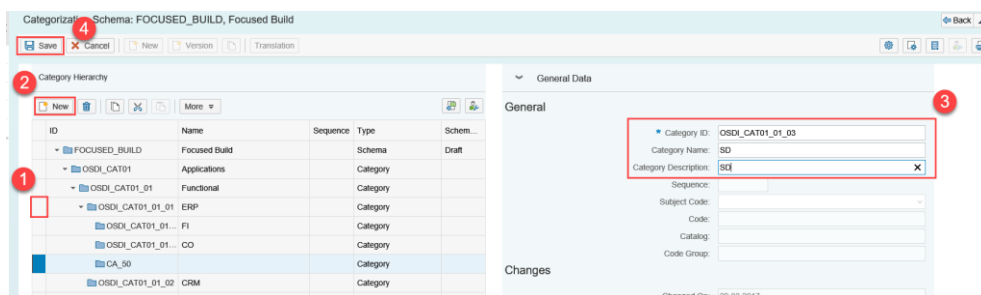 Categorization Schema: FOCUSED_BUILD, Focused Build
Back
4
Save Cancel New Version Translation
2
Category Hierarchy
New More
ID Name Sequence Type Schem...
FOCUSED_BUILD Focused Build Schema Draft
OSDI_CAT01 Applications Category
1
OSDI_CAT01_01 Functional Category
OSDI_CAT01_01_01 ERP Category
OSDI_CAT01_01... FI Category
OSDI_CAT01_01... CO Category
CA_50 Category
OSDI_CAT01_01_02 CRM Category
General Data
General
3
* Category ID: OSDI_CAT01_01_03
Category Name: SD
Category Description: SD
Sequence:
Subject Code:
Code:
Catalog:
Code Group:
Changes